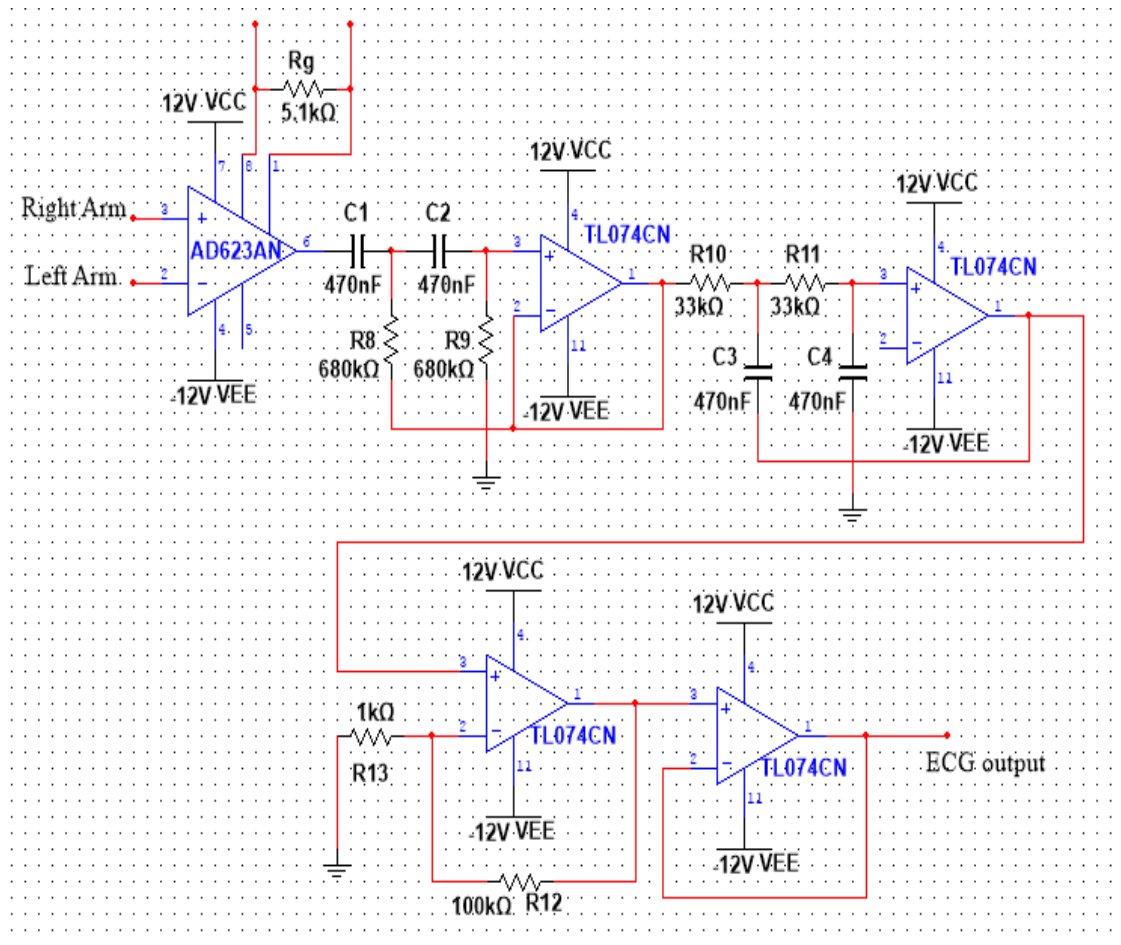 Rg
5.1kΩ
12V VCC
7
8
1
Right Arm
3
+
AD623AN
6
Left Arm
2
−
4
5
-12V VEE
C1
470nF
C2
470nF
R8
680kΩ
R9
680kΩ
12V VCC
4
TL074CN
3
+
1
2
−
11
-12V VEE
R10
33kΩ
R11
33kΩ
C3
470nF
C4
470nF
12V VCC
4
TL074CN
3
+
1
2
−
11
-12V VEE
12V VCC
4
3
+
1
1kΩ
2
−
TL074CN
R13
11
-12V VEE
100kΩ
R12
12V VCC
4
3
+
1
2
−
TL074CN
ECG output
11
-12V VEE